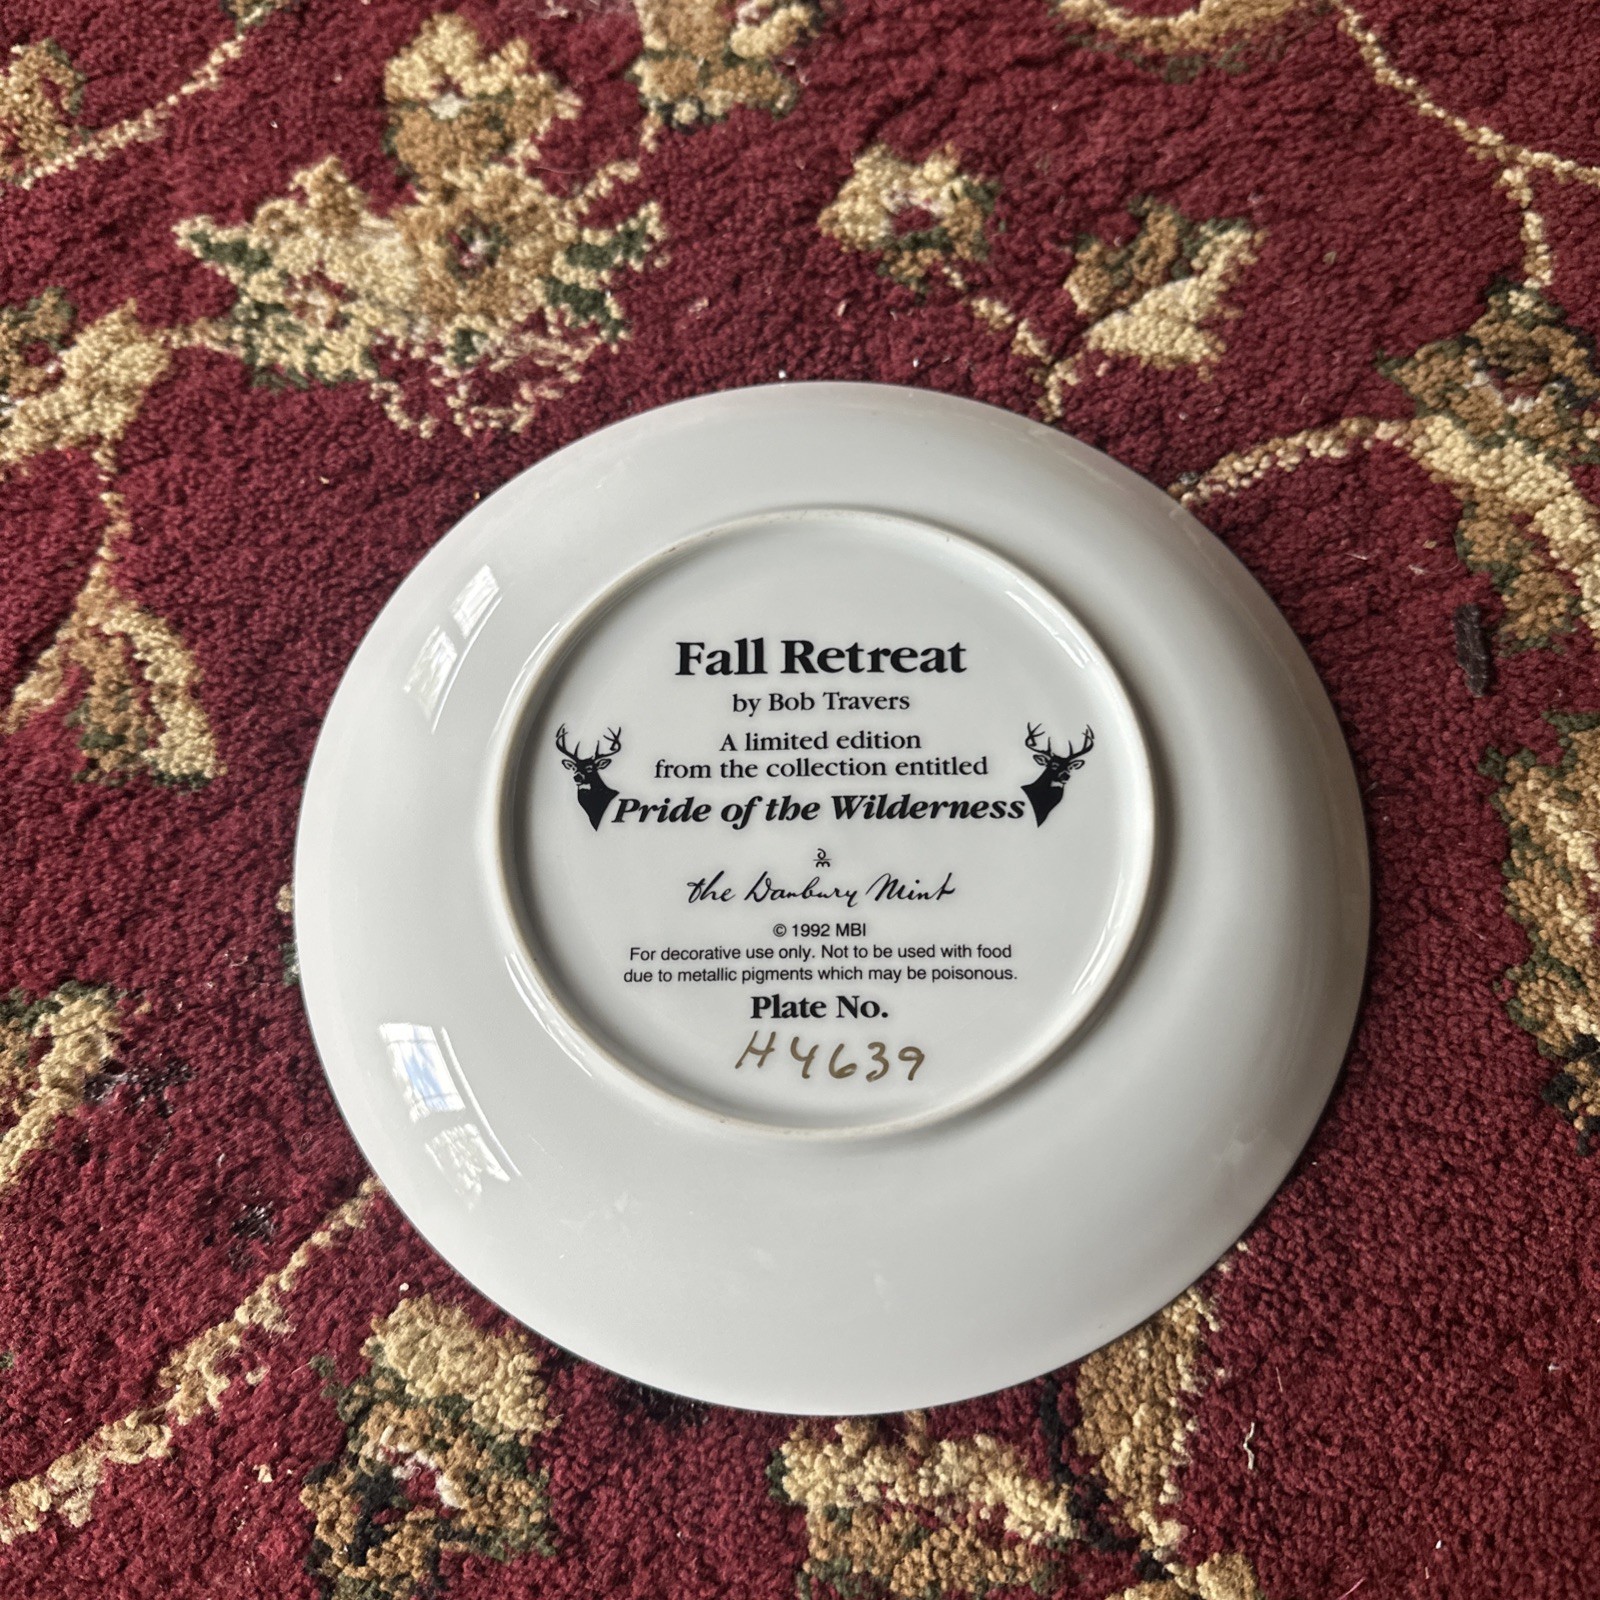 Fall Retreat
by Bob Travers
A limited edition
from the collection entitled
Pride of the Wilderness
the Danbury Mint
© 1992 MBI
For decorative use only. Not to be used with food
due to metallic pigments which may be poisonous.
Plate No.
H4639